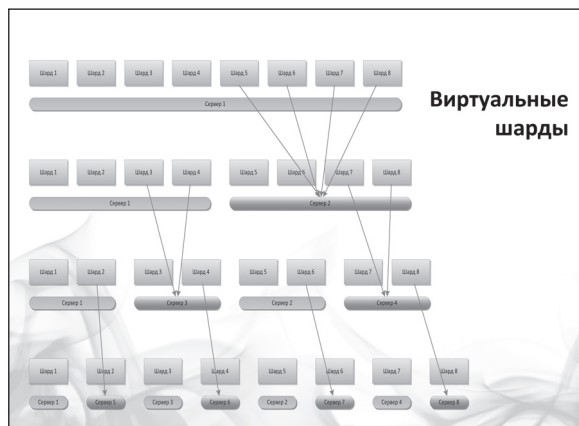 Виртуальные
шарды
Шард 1 Шард 2 Шард 3 Шард 4 Шард 5 Шард 6 Шард 7 Шард 8
Сервер 1
Шард 1 Шард 2 Шард 3 Шард 4 Шард 5 Шард 6 Шард 7 Шард 8
Сервер 1 Сервер 2
Шард 1 Шард 2 Шард 3 Шард 4 Шард 5 Шард 6 Шард 7 Шард 8
Сервер 1 Сервер 3 Сервер 2 Сервер 4
Шард 1 Шард 2 Шард 3 Шард 4 Шард 5 Шард 6 Шард 7 Шард 8
Сервер 1 Сервер 5 Сервер 3 Сервер 6 Сервер 2 Сервер 7 Сервер 4 Сервер 8